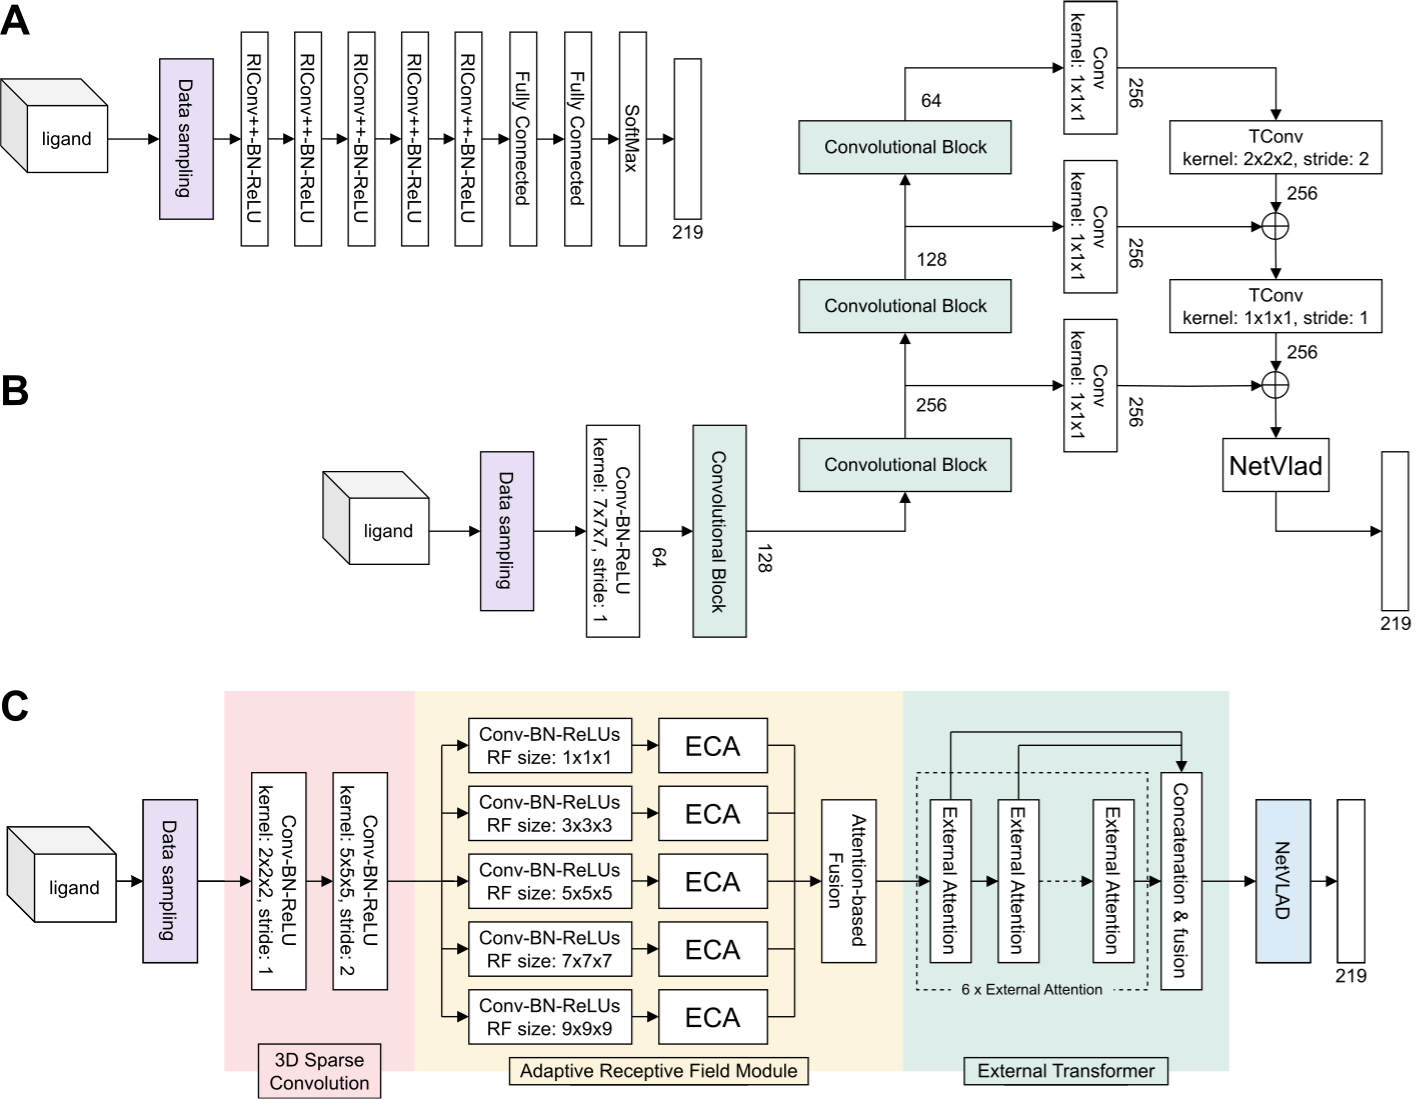 A
ligand
Data sampling
RIConv++-BN-ReLU
RIConv++-BN-ReLU
RIConv++-BN-ReLU
RIConv++-BN-ReLU
RIConv++-BN-ReLU
Fully Connected
Fully Connected
SoftMax
219
B
ligand
Data sampling
Conv-BN-ReLU
kernel: 7x7x7, stride: 1
64
Convolutional Block
128
Convolutional Block
256
Convolutional Block
128
Convolutional Block
64
Conv
kernel: 1x1x1
256
Conv
kernel: 1x1x1
256
Conv
kernel: 1x1x1
256
TConv
kernel: 2x2x2, stride: 2
256
TConv
kernel: 1x1x1, stride: 1
256
NetVlad
219
C
ligand
Data sampling
Conv-BN-ReLU
kernel: 2x2x2, stride: 1
Conv-BN-ReLU
kernel: 5x5x5, stride: 2
3D Sparse
Convolution
Conv-BN-ReLUs
RF size: 1x1x1
ECA
Conv-BN-ReLUs
RF size: 3x3x3
ECA
Conv-BN-ReLUs
RF size: 5x5x5
ECA
Conv-BN-ReLUs
RF size: 7x7x7
ECA
Conv-BN-ReLUs
RF size: 9x9x9
ECA
Attention-based
Fusion
Adaptive Receptive Field Module
External Attention
External Attention
External Attention
6 x External Attention
Concatenation & fusion
External Transformer
NetVLAD
219